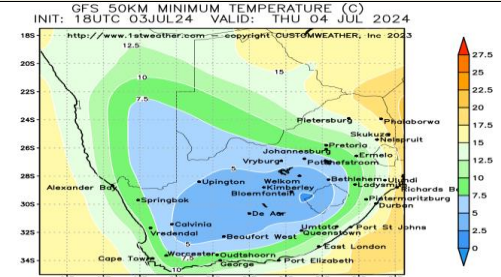 GFS 50KM MINIMUM TEMPERATURE (C)
INIT: 18UTC 03JUL24 VALID: THU 04 JUL 2024
http://www.1stweather.com - copyright CUSTOMWEATHER, Inc 2023
18S
20S
22S
24S
26S
28S
30S
32S
34S
12.5
10
7.5
15
5
5
7.5
10
Pietersburg
Phalaborwa
Skukuza
Nelspruit
Pretoria
Johannesburg
Ermelo
Vryburg
Potchefstroom
Welkom
Bethlehem
Ulundi
Upington
Kimberley
Ladysmith
Richards B
Alexander Bay
Bloemfontein
Pietermaritzburg
Springbok
Durban
De Aar
Calvinia
Umtata
Port St Johns
Vredendal
Beaufort West
Queenstown
East London
Worcester
Oudtshoorn
Cape Town
George
Port Elizabeth
27.5
25
22.5
20
17.5
15
12.5
10
7.5
5
2.5
0